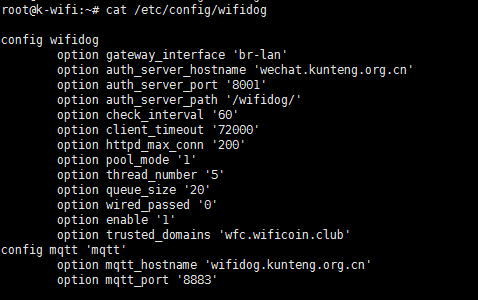 root@k-wifi:~# cat /etc/config/wifidog
config wifidog
option gateway_interface 'br-lan'
option auth_server_hostname 'wechat.kunteng.org.cn'
option auth_server_port '8001'
option auth_server_path '/wifidog/'
option check_interval '60'
option client_timeout '72000'
option httpd_max_conn '200'
option pool_mode '1'
option thread_number '5'
option queue_size '20'
option wired_passed '0'
option enable '1'
option trusted_domains 'wfc.wificoin.club'
config mqtt 'mqtt'
option mqtt_hostname 'wifidog.kunteng.org.cn'
option mqtt_port '8883'